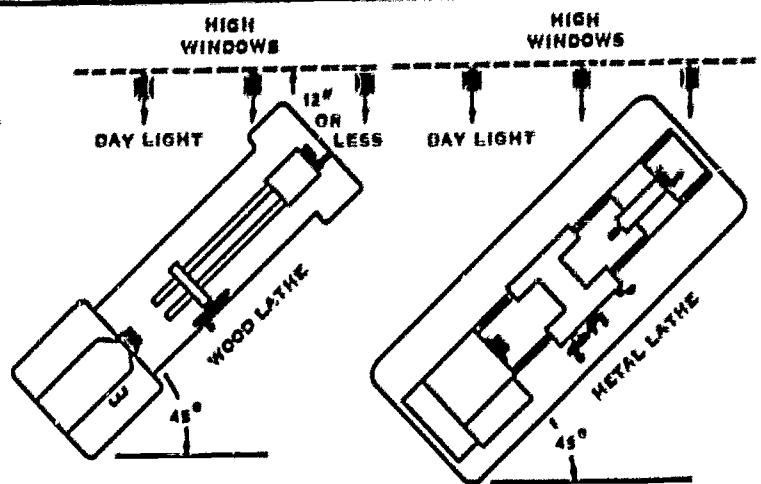 HIGH
WINDOWS
12"
OR
LESS
DAY LIGHT
WOOD LATHE
45°
HIGH
WINDOWS
DAY LIGHT
METAL LATHE
45°